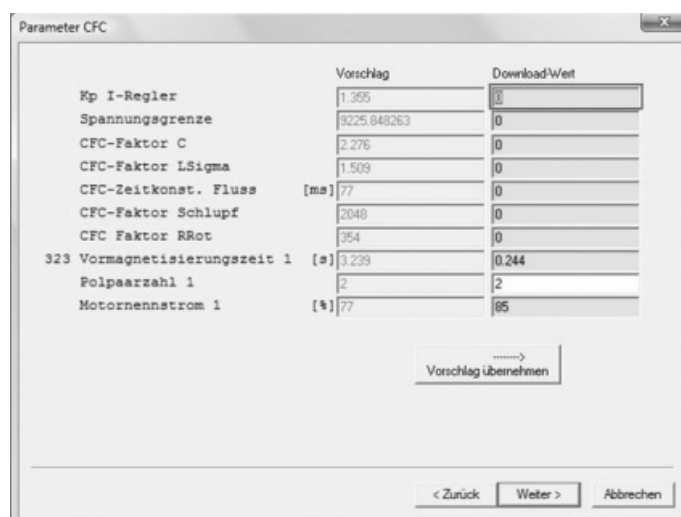 Parameter CFC
Vorschlag Download-Wert
Kp I-Regler 1.355 0
Spannungsgrenze 9225.848263 0
CFC-Faktor C 2.276 0
CFC-Faktor LSigma 1.509 0
CFC-Zeitkonst. Fluss [ms] 77 0
CFC-Faktor Schlupf 2048 0
CFC Faktor RRot 354 0
323 Vormagnetisierungszeit 1 [s] 3.239 0.244
Polpaarzahl 1 2 2
Motornennstrom 1 [%] 77 85
-------->
Vorschlag übernehmen
< Zurück Weiter > Abbrechen